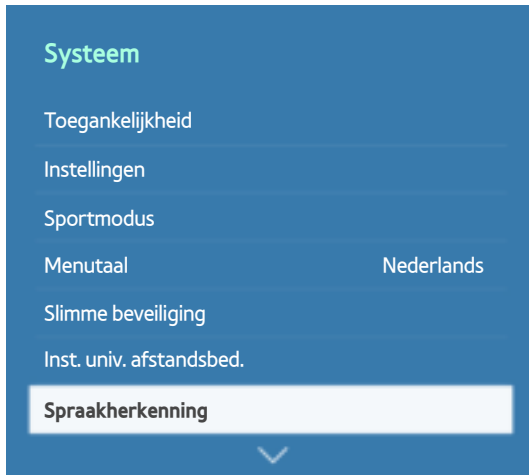 Systeem
Toegankelijkheid
Instellingen
Sportmodus
Menutaal Nederlands
Slimme beveiliging
Inst. univ. afstandsbed.
Spraakherkenning